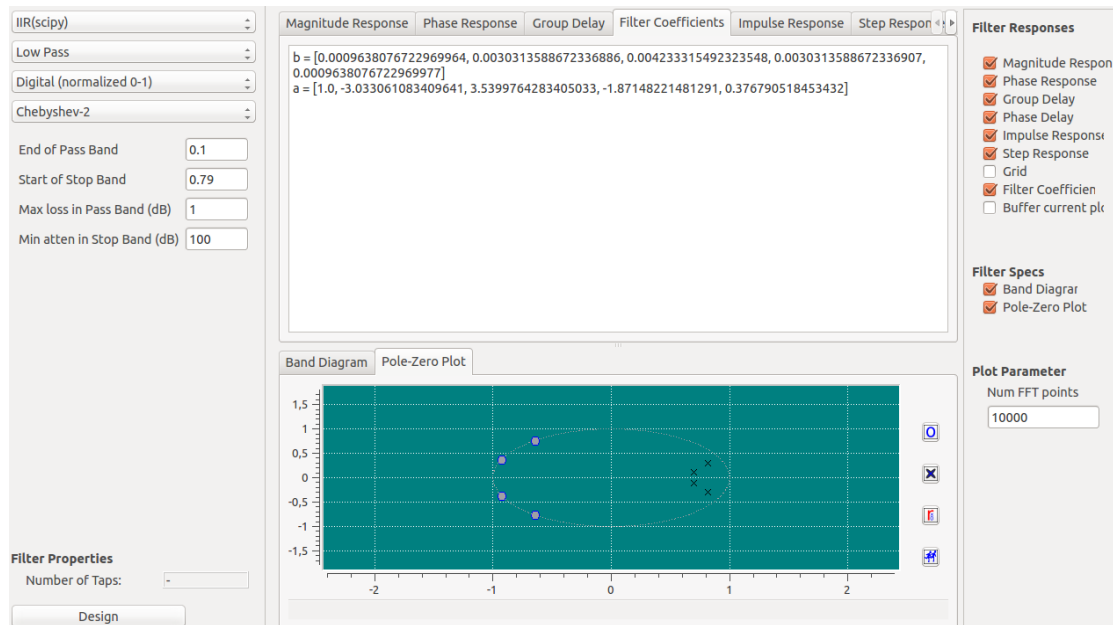 IIR(scipy)
Low Pass
Digital (normalized 0-1)
Chebyshev-2
End of Pass Band 0.1
Start of Stop Band 0.79
Max loss in Pass Band (dB) 1
Min atten in Stop Band (dB) 100
Filter Properties
Number of Taps: -
Design
Magnitude Response Phase Response Group Delay Filter Coefficients Impulse Response Step Respon
b = [0.0009638076722969964, 0.0030313588672336886, 0.004233315492323548, 0.0030313588672336907,
0.0009638076722969977]
a = [1.0, -3.033061083409641, 3.5399764283405033, -1.87148221481291, 0.376790518453432]
Band Diagram Pole-Zero Plot
1,5
1
0,5
0
-0,5
-1
-1,5
-2 -1 0 1 2
Filter Responses
Magnitude Respon
Phase Response
Group Delay
Phase Delay
Impulse Response
Step Response
Grid
Filter Coefficien
Buffer current plo
Filter Specs
Band Diagrar
Pole-Zero Plot
Plot Parameter
Num FFT points
10000